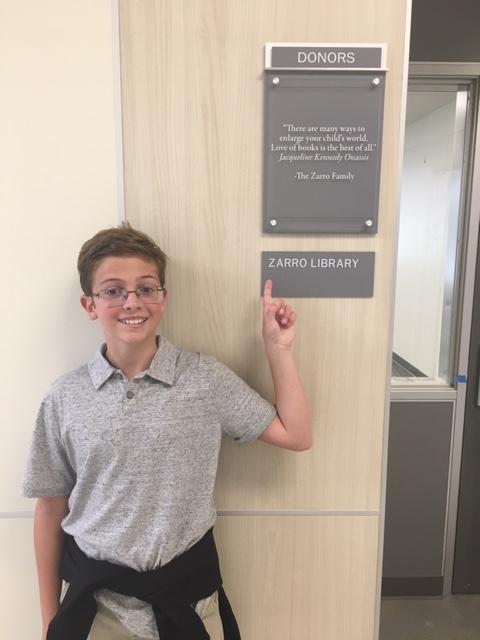 DONORS
"There are many ways to
enlarge your child's world.
Love of books is the best of all."
Jacqueline Kennedy Onassis
-The Zarro Family
ZARRO LIBRARY